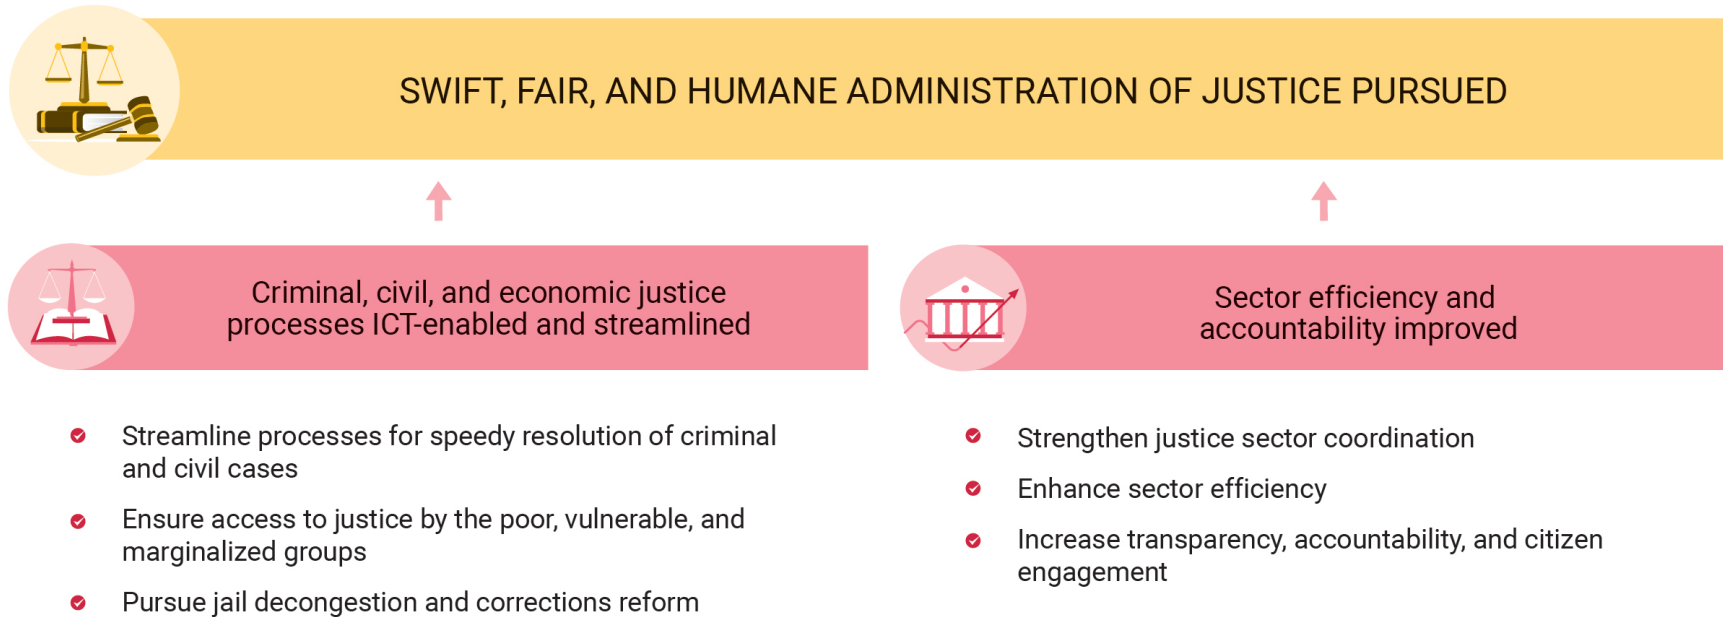 SWIFT, FAIR, AND HUMANE ADMINISTRATION OF JUSTICE PURSUED
Criminal, civil, and economic justice
processes ICT-enabled and streamlined
Streamline processes for speedy resolution of criminal
and civil cases
Ensure access to justice by the poor, vulnerable, and
marginalized groups
Pursue jail decongestion and corrections reform
Sector efficiency and
accountability improved
Strengthen justice sector coordination
Enhance sector efficiency
Increase transparency, accountability, and citizen
engagement